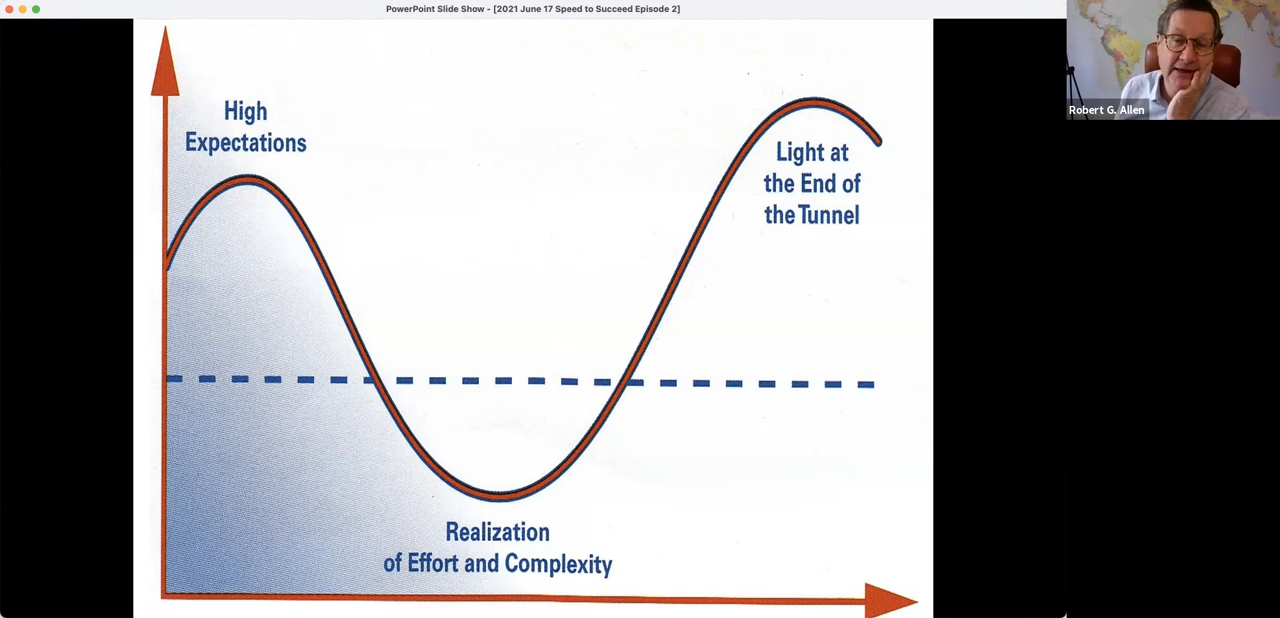 PowerPoint Slide Show - [2021 June 17 Speed to Succeed Episode 2]
Robert G. Allen
High
Expectations
Light at
the End of
the Tunnel
Realization
of Effort and Complexity